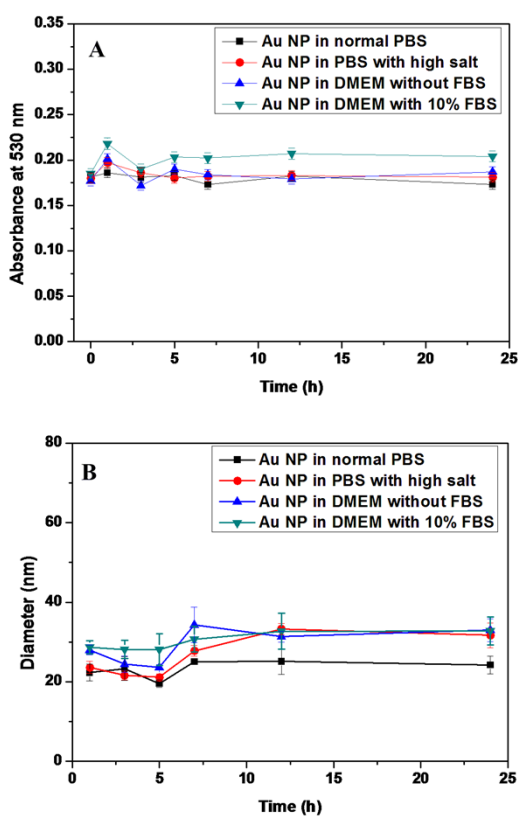 A
Au NP in normal PBS
Au NP in PBS with high salt
Au NP in DMEM without FBS
Au NP in DMEM with 10% FBS
0.35
0.30
0.25
0.20
0.15
0.10
0.05
0.00
Absorbance at 530 nm
0 5 10 15 20 25
Time (h)
B
Au NP in normal PBS
Au NP in PBS with high salt
Au NP in DMEM without FBS
Au NP in DMEM with 10% FBS
80
60
40
20
0
Diameter (nm)
0 5 10 15 20 25
Time (h)